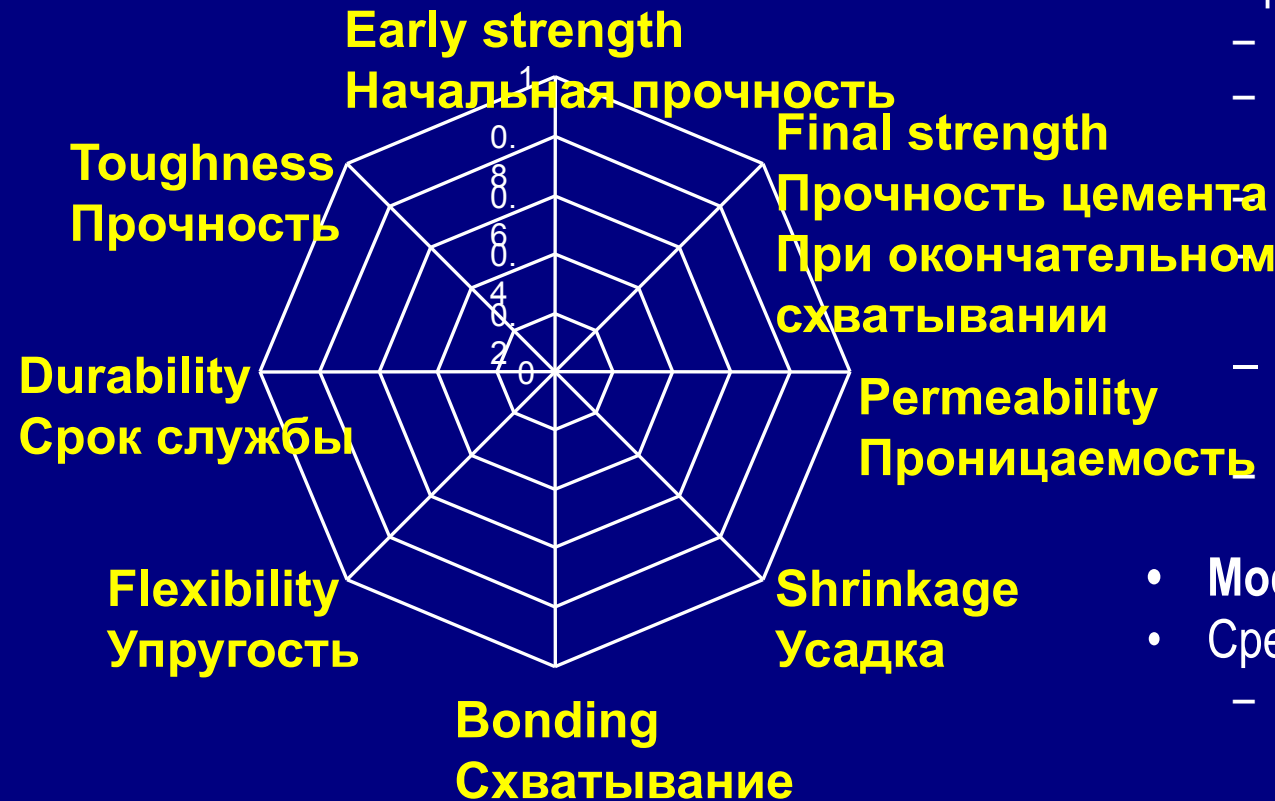 Early strength
Начальная прочность
1
0.
8
0.
6
0.
4
0.
2
0
Final strength
Прочность цемента
При окончательном
схватывании
Toughness
Прочность
Durability
Срок службы
Permeability
Проницаемость
Flexibility
Упругость
Shrinkage
Усадка
Bonding
Схватывание
–
–
–
–
–
–
•
•
–